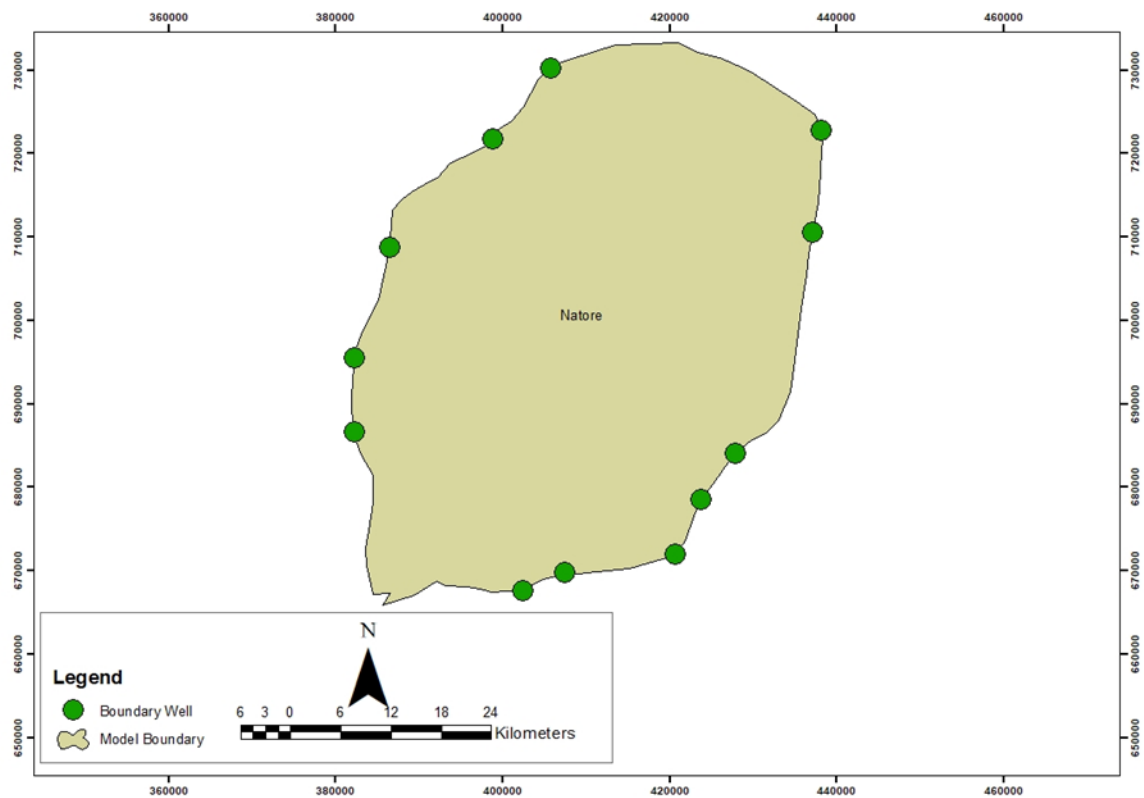 360000 380000 400000 420000 440000 460000
730000 730000
720000 720000
710000 710000
700000 700000
690000 690000
680000 680000
670000 670000
660000 660000
650000 650000
Natore
N
Legend
Boundary Well
Model Boundary
6 3 0 6 12 18 24
Kilometers
360000 380000 400000 420000 440000 460000